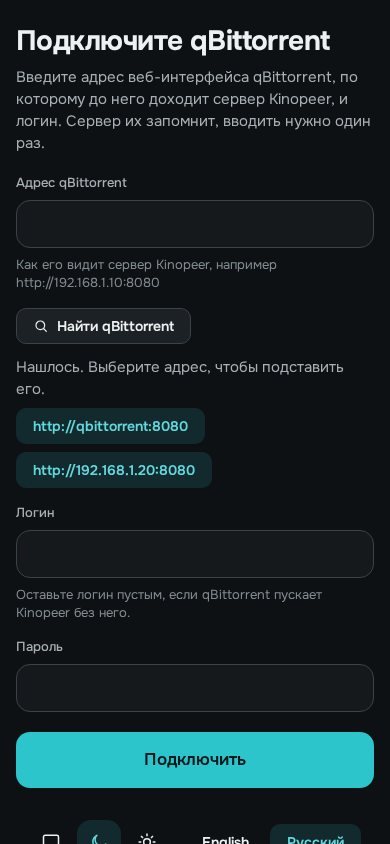 Подключите qBittorrent
Введите адрес веб-интерфейса qBittorrent, по
которому до него доходит сервер Kinopeer, и
логин. Сервер их запомнит, вводить нужно один
раз.
Адрес qBittorrent
Как его видит сервер Kinopeer, например
http://192.168.1.10:8080
Найти qBittorrent
Нашлось. Выберите адрес, чтобы подставить
его.
http://qbittorrent:8080
http://192.168.1.20:8080
Логин
Оставьте логин пустым, если qBittorrent пускает
Kinopeer без него.
Пароль
Подключить
English Русский